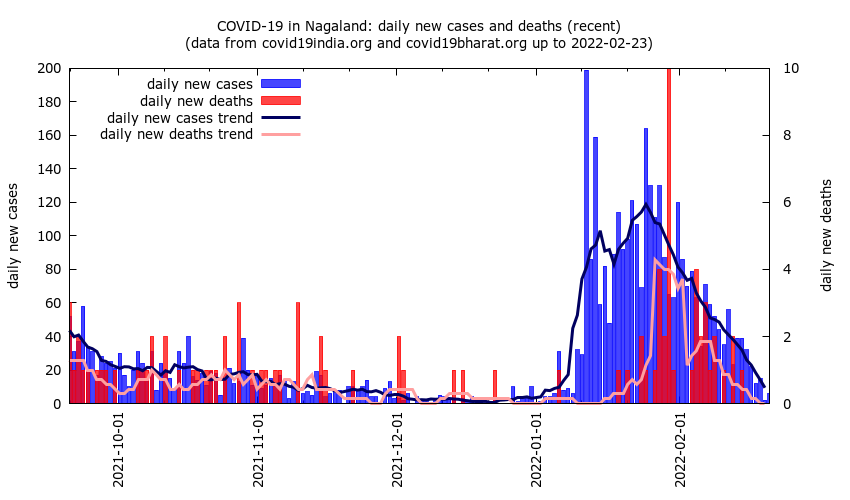 COVID-19 in Nagaland: daily new cases and deaths (recent)
(data from covid19india.org and covid19bharat.org up to 2022-02-23)
daily new cases
daily new deaths
daily new cases trend
daily new deaths trend
200
180
160
140
120
100
80
60
40
20
0
10
8
6
4
2
0
daily new cases
daily new deaths
2021-10-01
2021-11-01
2021-12-01
2022-01-01
2022-02-01